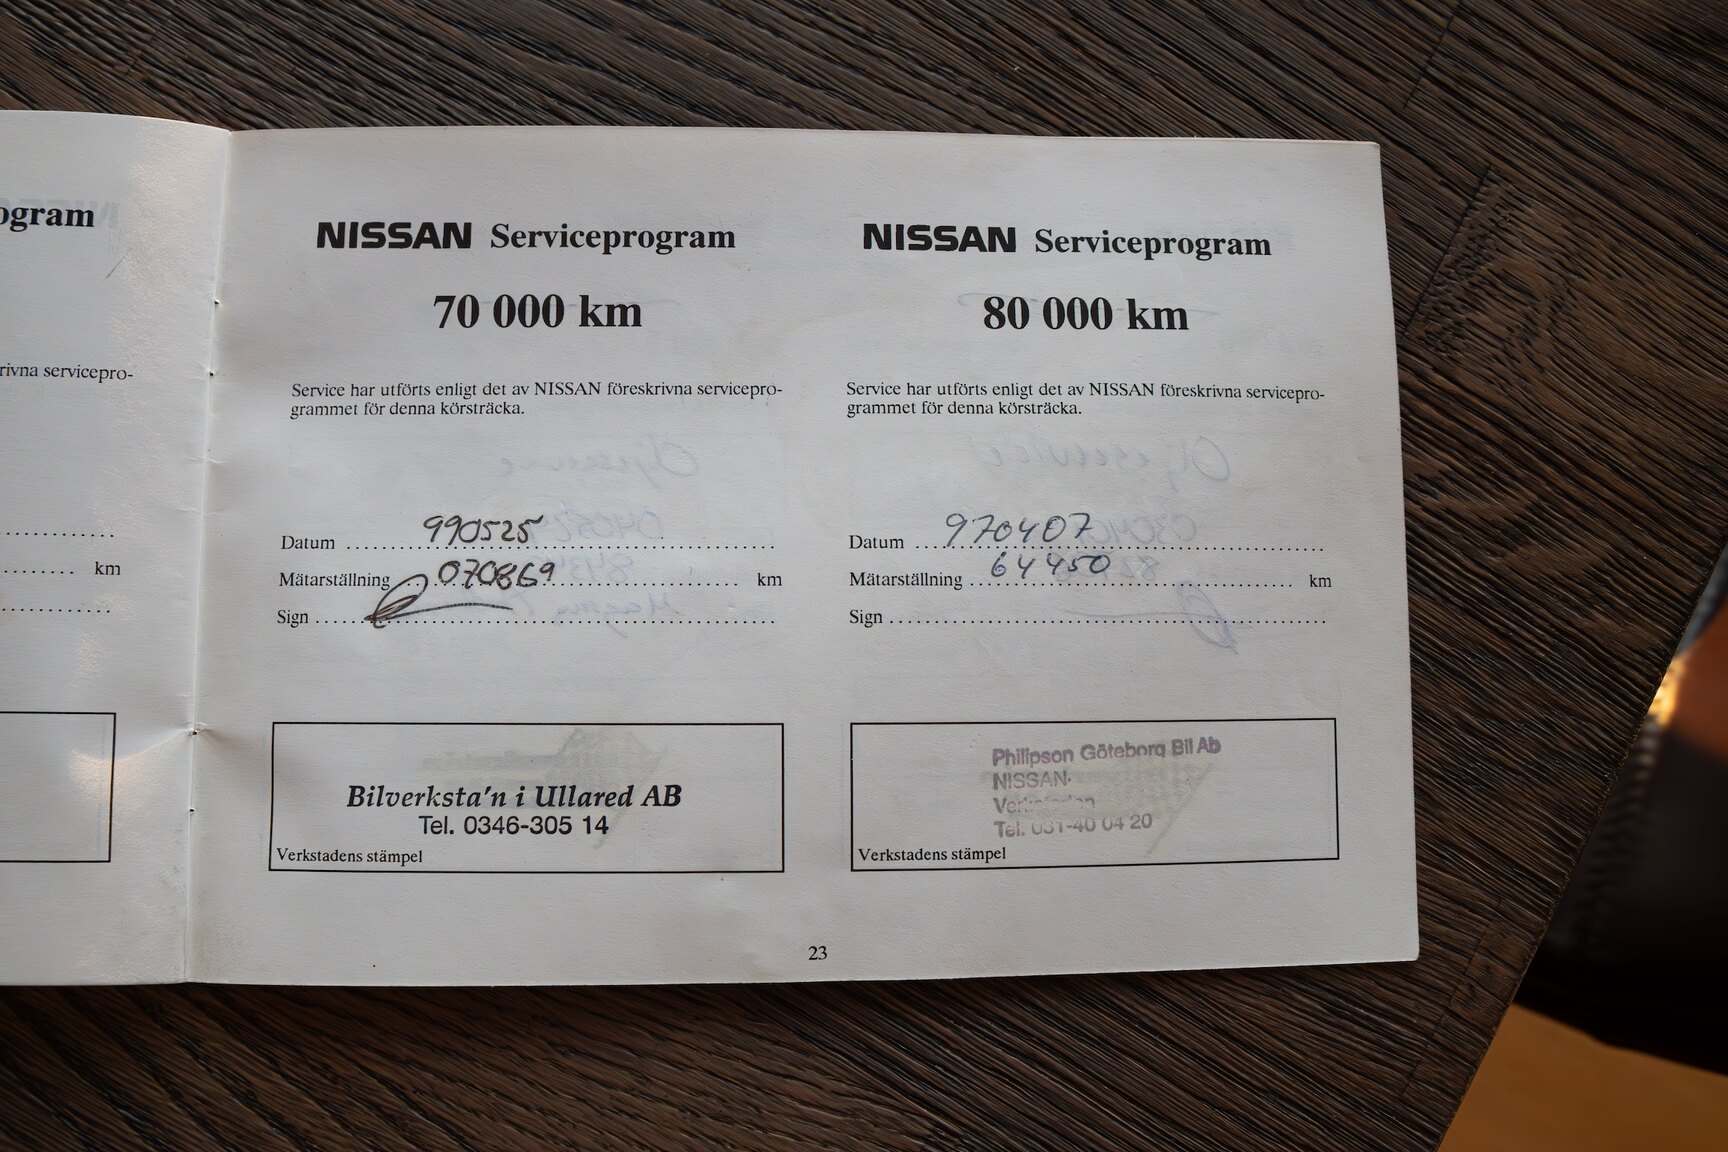 ogram
rivna servicepro-
km
NISSAN Serviceprogram
70 000 km
Service har utförts enligt det av NISSAN föreskrivna servicepro-
grammet för denna körsträcka.
Datum 990525
Mätarställning 070869 km
Sign
Bilverksta'n i Ullared AB
Tel. 0346-305 14
Verkstadens stämpel
NISSAN Serviceprogram
80 000 km
Service har utförts enligt det av NISSAN föreskrivna servicepro-
grammet för denna körsträcka.
Datum 970407
Mätarställning 64450 km
Sign
Philipson Göteborg Bil Ab
NISSAN
Verkstaden
Tel. 031-40 04 20
Verkstadens stämpel
23